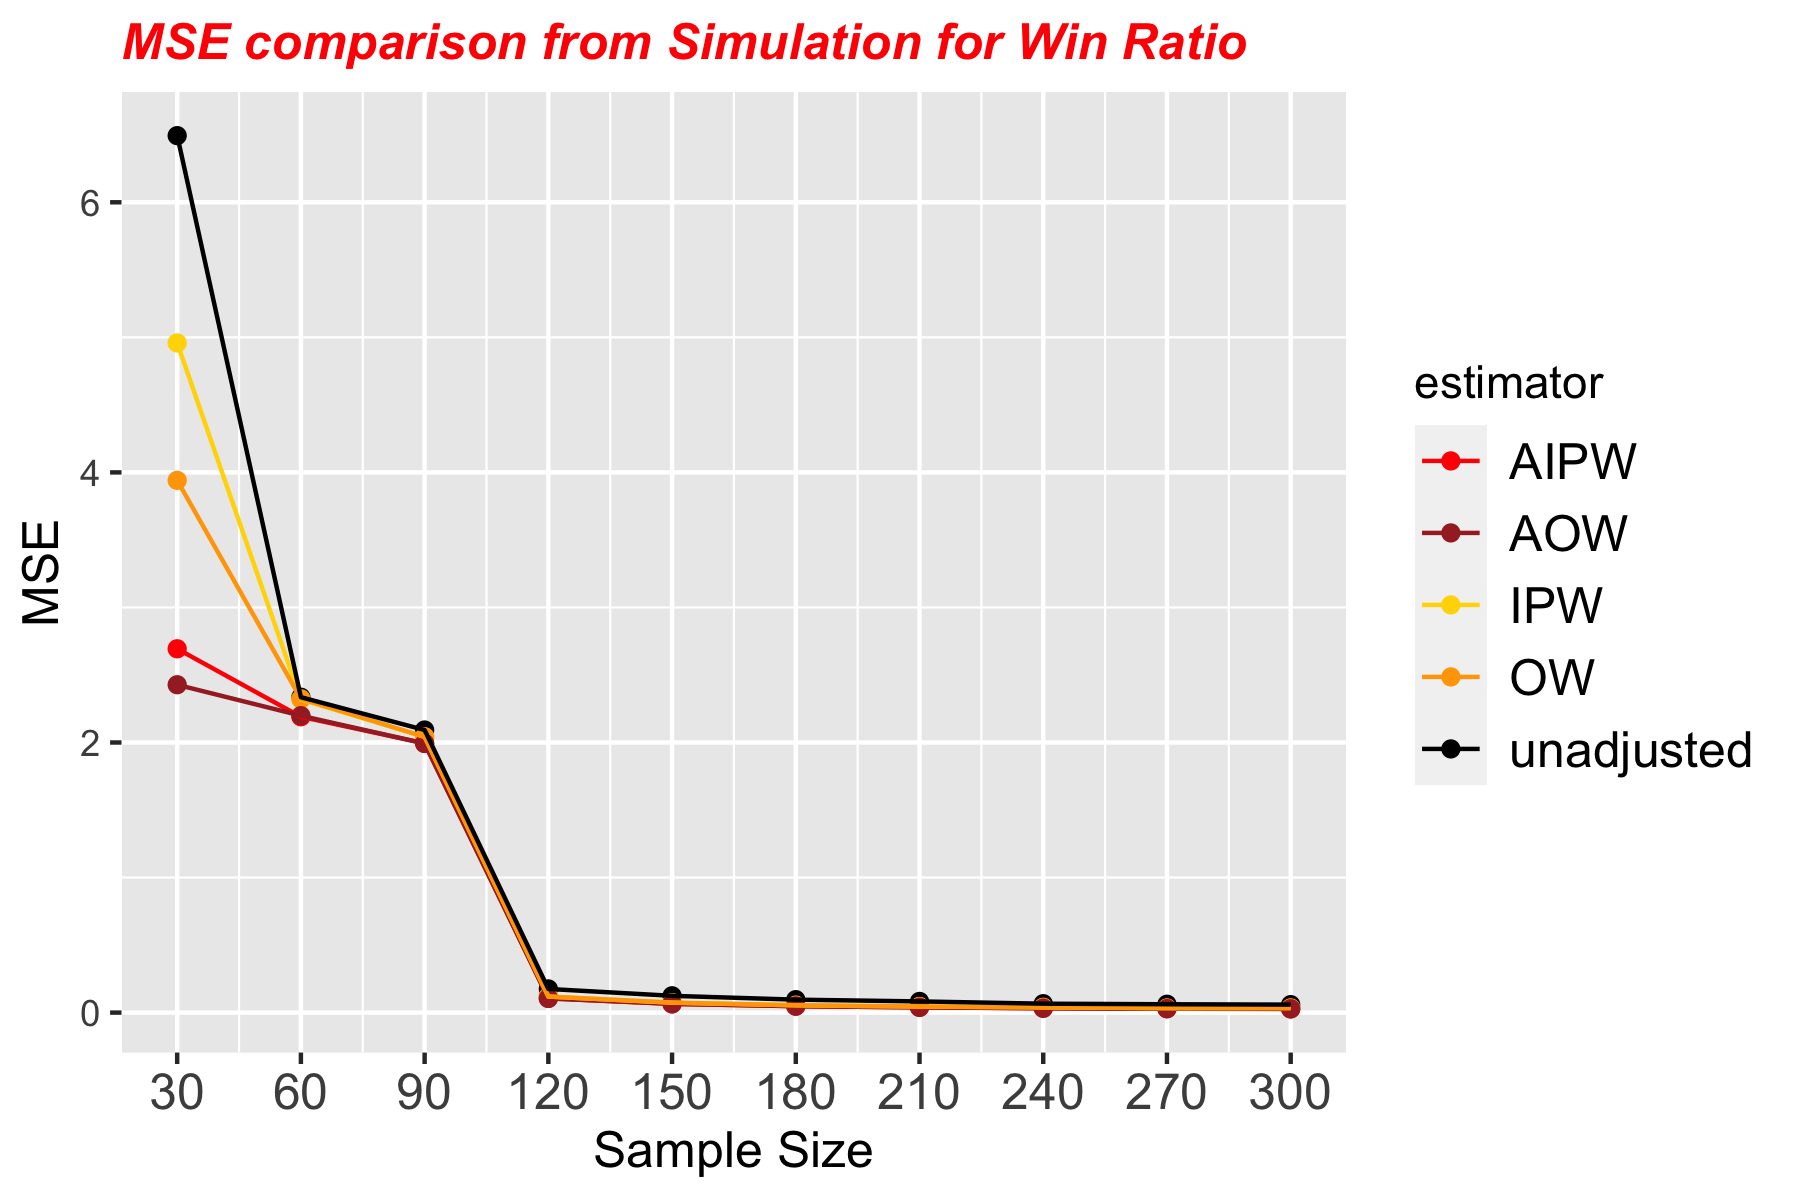 MSE comparison from Simulation for Win Ratio
MSE
6
4
2
0
30 60 90 120 150 180 210 240 270 300
Sample Size
estimator
AIPW
AOW
IPW
OW
unadjusted